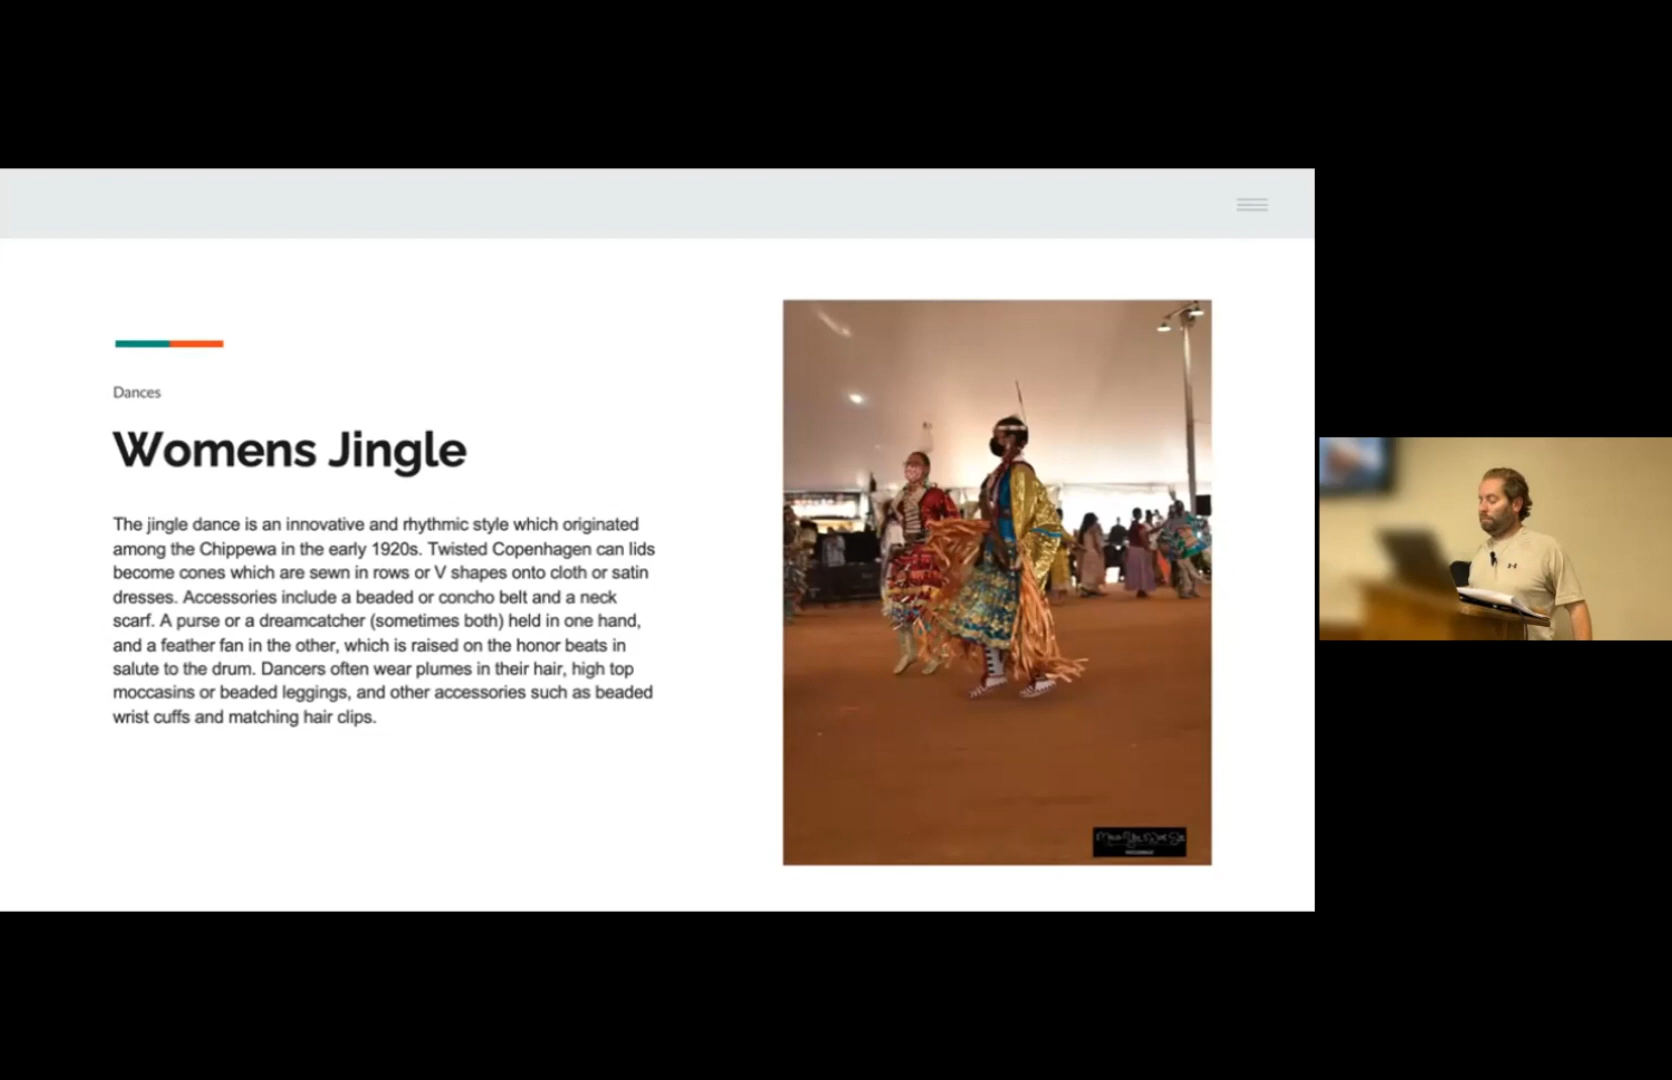 Dances
Womens Jingle
The jingle dance is an innovative and rhythmic style which originated
among the Chippewa in the early 1920s. Twisted Copenhagen can lids
become cones which are sewn in rows or V shapes onto cloth or satin
dresses. Accessories include a beaded or concho belt and a neck
scarf. A purse or a dreamcatcher (sometimes both) held in one hand,
and a feather fan in the other, which is raised on the honor beats in
salute to the drum. Dancers often wear plumes in their hair, high top
moccasins or beaded leggings, and other accessories such as beaded
wrist cuffs and matching hair clips.